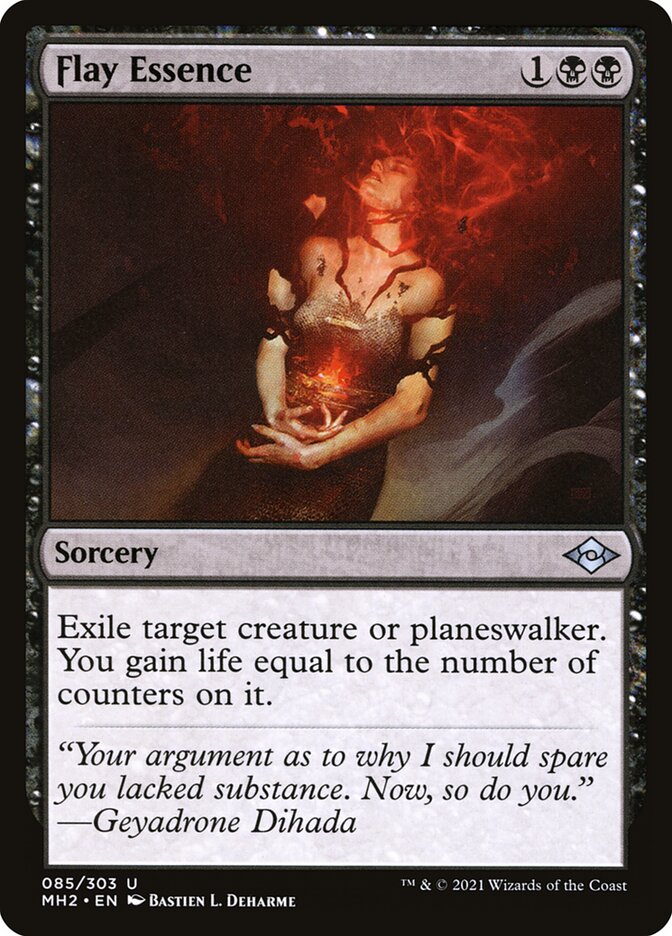 Flay Essence 1
Sorcery
Exile target creature or planeswalker.
You gain life equal to the number of
counters on it.
“Your argument as to why I should spare
you lacked substance. Now, so do you.”
—Geyadrone Dihada
085/303 U
MH2 • EN Bastien L. Deharme
™ & © 2021 Wizards of the Coast